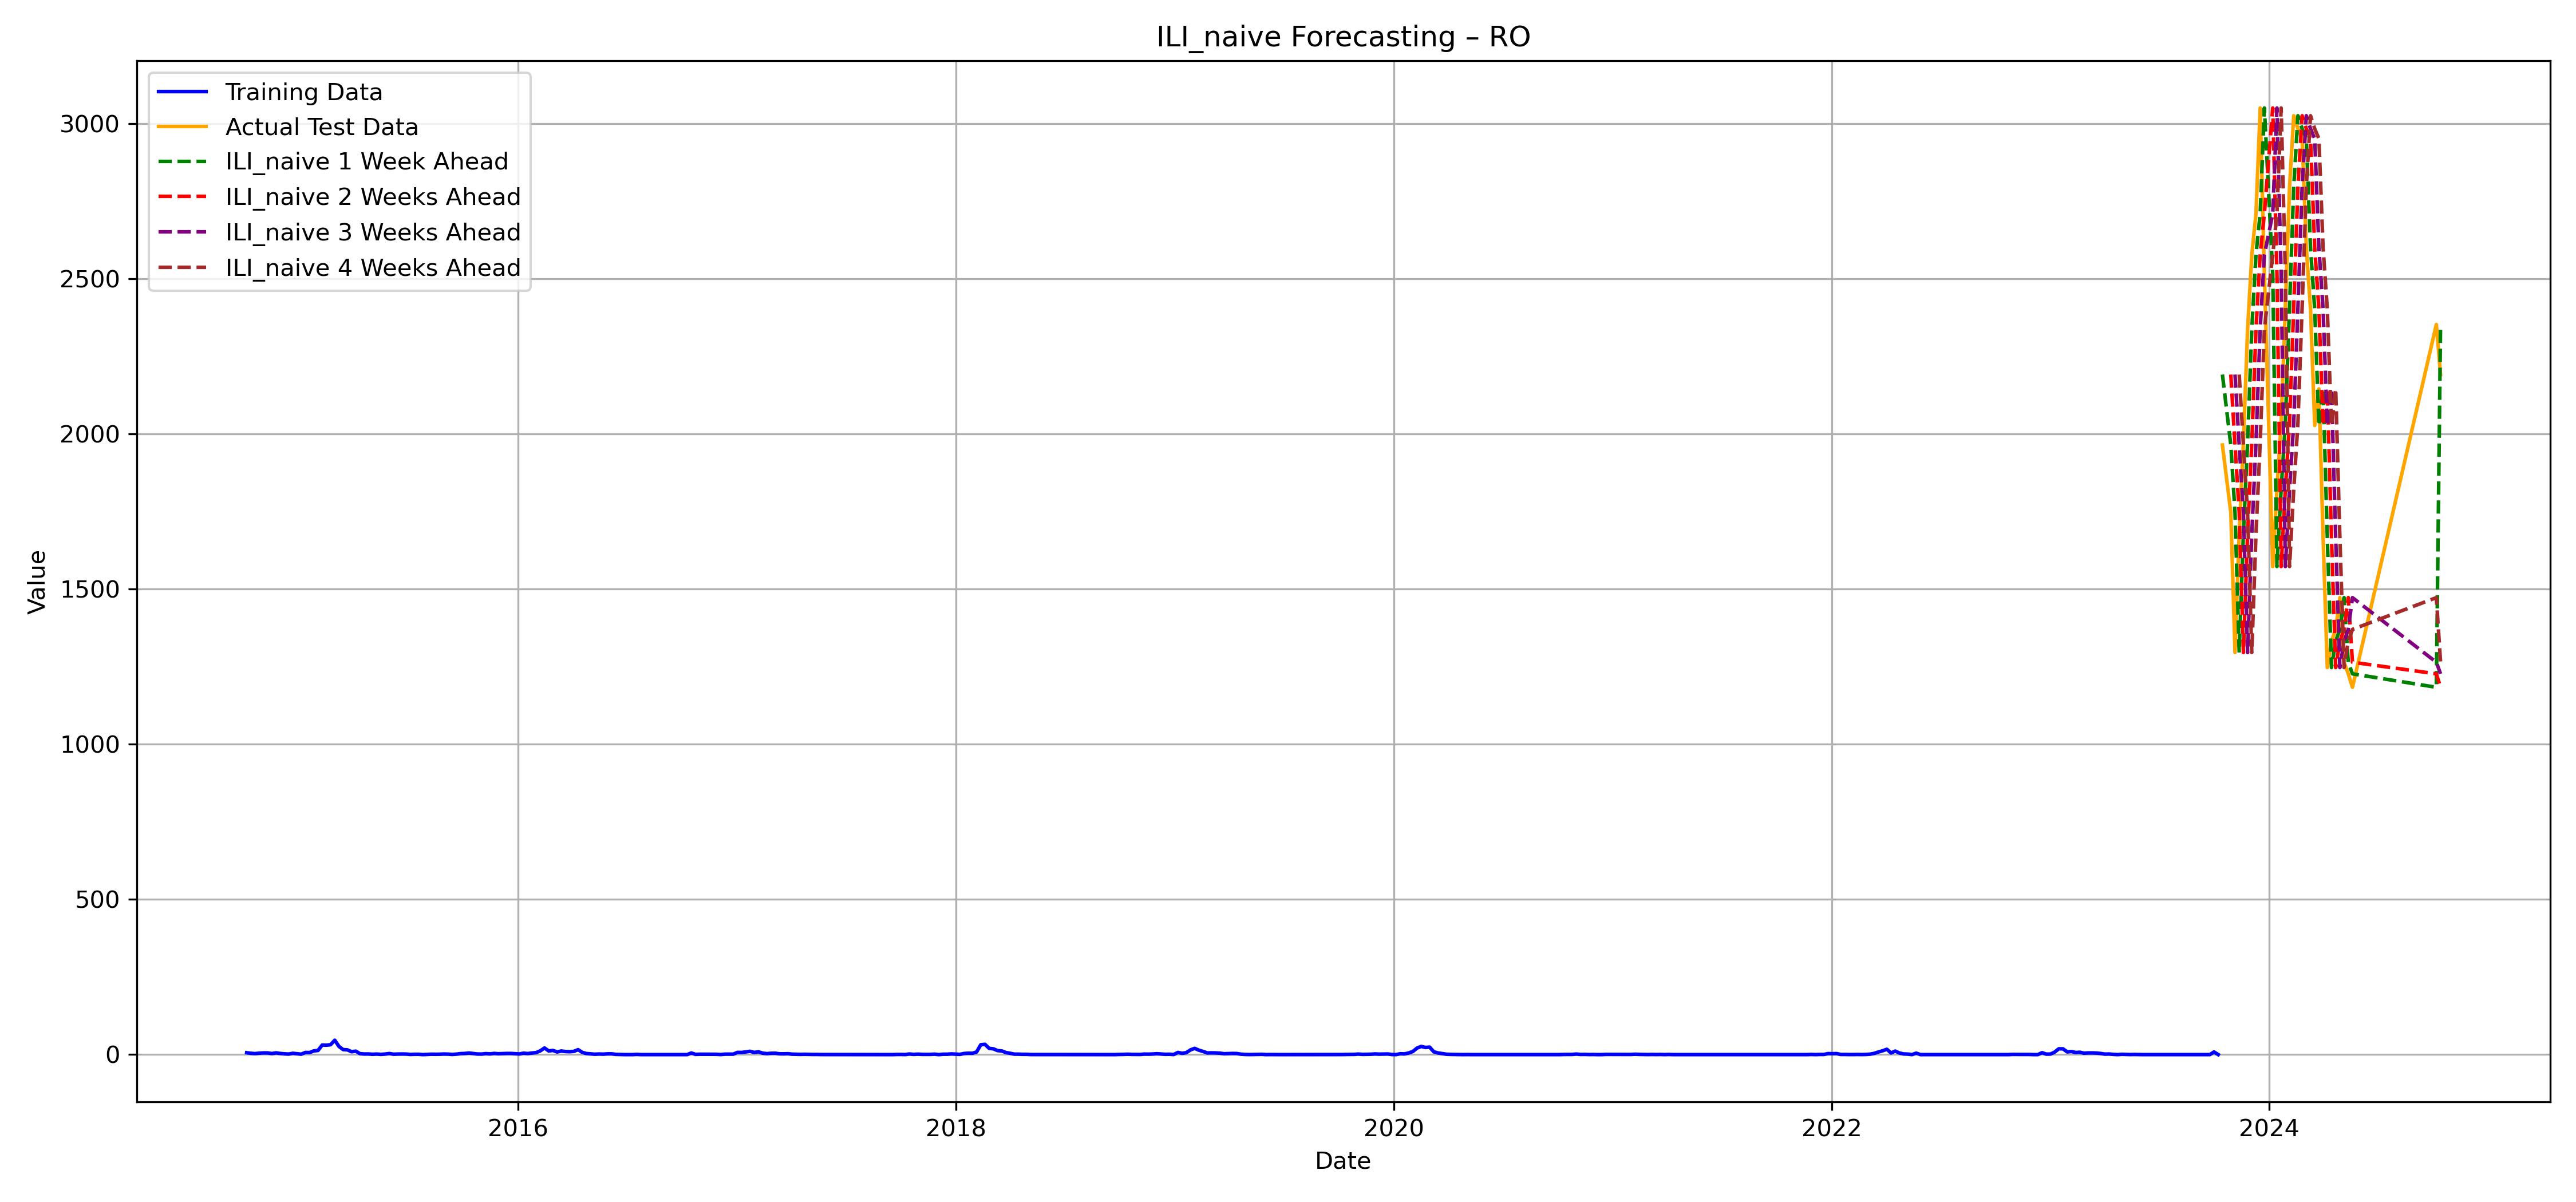 ILI_naive Forecasting – RO
Training Data
Actual Test Data
ILI_naive 1 Week Ahead
ILI_naive 2 Weeks Ahead
ILI_naive 3 Weeks Ahead
ILI_naive 4 Weeks Ahead
3000
2500
2000
1500
1000
500
0
Value
2016
2018
2020
2022
2024
Date